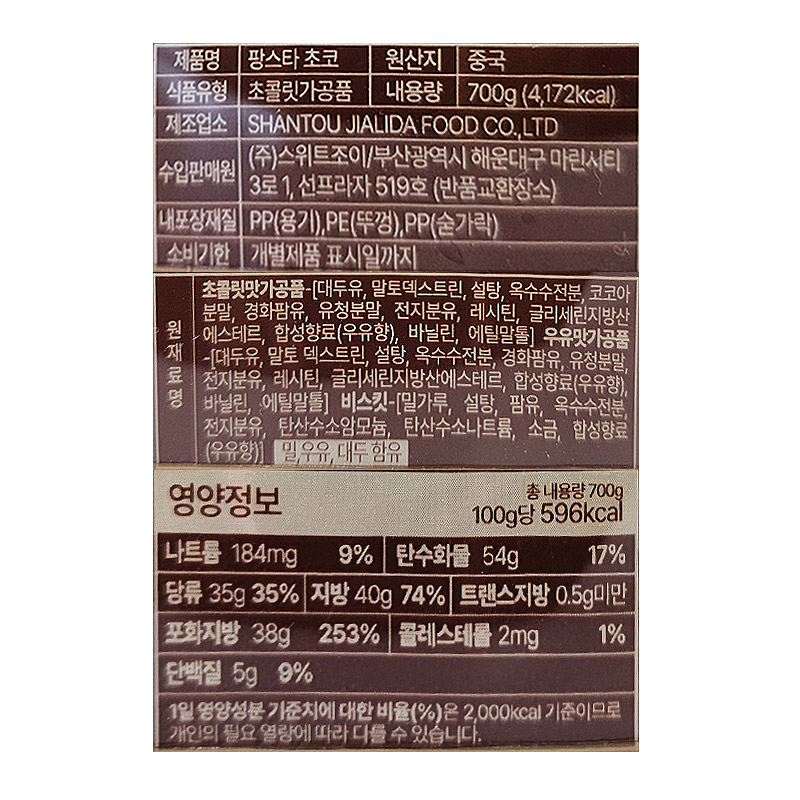 제품명 팡스타 초코 원산지 중국
식품유형 초콜릿가공품 내용량 700g (4,172kcal)
제조업소 SHANTOU JIALIDA FOOD CO.,LTD
수입판매원 (주)스위트조이/부산광역시 해운대구 마린시티
3로 1, 선프라자 519호 (반품교환장소)
내포장재질 PP(용기),PE(뚜껑),PP(숟가락)
소비기한 개별제품 표시일까지
원재료명
초콜릿맛가공품-[대두유, 말토덱스트린, 설탕, 옥수수전분, 코코아
분말, 경화팜유, 유청분말, 전지분유, 레시틴, 글리세린지방산
에스테르, 합성향료(우유향), 바닐린, 에틸말톨] 우유맛가공품
-[대두유, 말토 덱스트린, 설탕, 옥수수전분, 경화팜유, 유청분말,
전지분유, 레시틴, 글리세린지방산에스테르, 합성향료(우유향),
바닐린, 에틸말톨] 비스킷-[밀가루, 설탕, 팜유, 옥수수전분,
전지분유, 탄산수소암모늄, 탄산수소나트륨, 소금, 합성향료
(우유향)] 밀,우유, 대두 함유
영양정보 총 내용량 700g
100g당 596kcal
나트륨 184mg 9% 탄수화물 54g 17%
당류 35g 35% 지방 40g 74% 트랜스지방 0.5g미만
포화지방 38g 253% 콜레스테롤 2mg 1%
단백질 5g 9%
1일 영양성분 기준치에 대한 비율(%)은 2,000kcal 기준이므로
개인의 필요 열량에 따라 다를 수 있습니다.